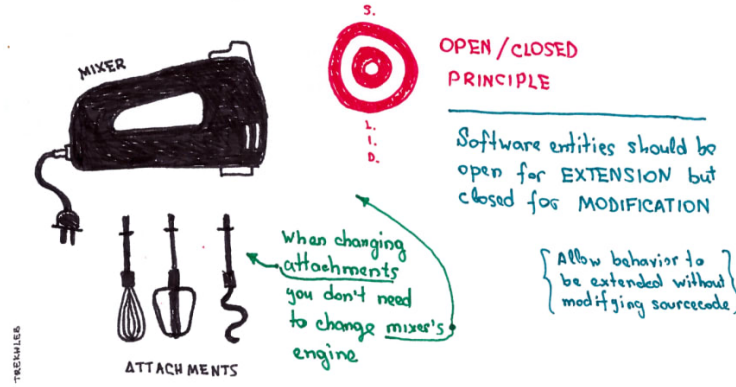 MIXER
S.
L.
I.
D.
OPEN/CLOSED
PRINCIPLE
Software entities should be
open for EXTENSION but
closed for MODIFICATION
{ Allow behavior to
be extended without
modifying sourcecode }
When changing
attachments
you don't need
to change mixer's
engine
ATTACHMENTS
TREKHLEB